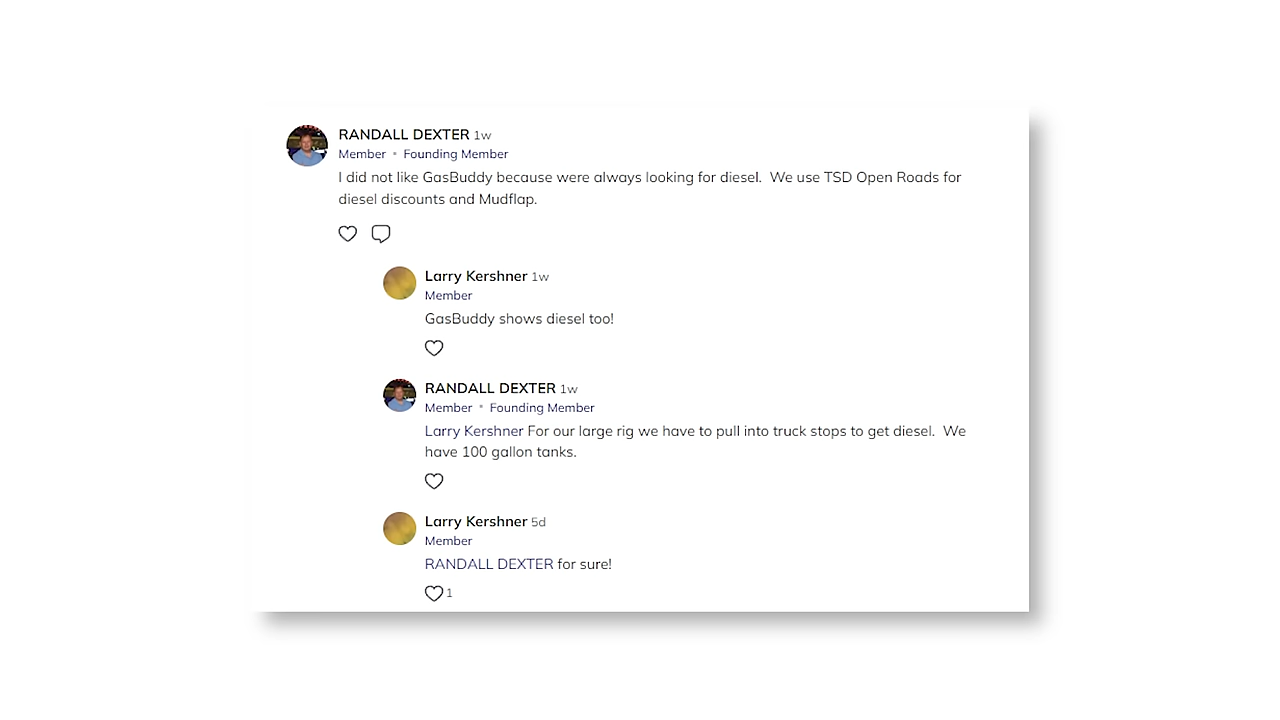 RANDALL DEXTER 1w
Member • Founding Member
I did not like GasBuddy because were always looking for diesel.  We use TSD Open Roads for
diesel discounts and Mudflap.
Larry Kershner 1w
Member
GasBuddy shows diesel too!
RANDALL DEXTER 1w
Member • Founding Member
Larry Kershner For our large rig we have to pull into truck stops to get diesel.  We
have 100 gallon tanks.
Larry Kershner 5d
Member
RANDALL DEXTER for sure!
1